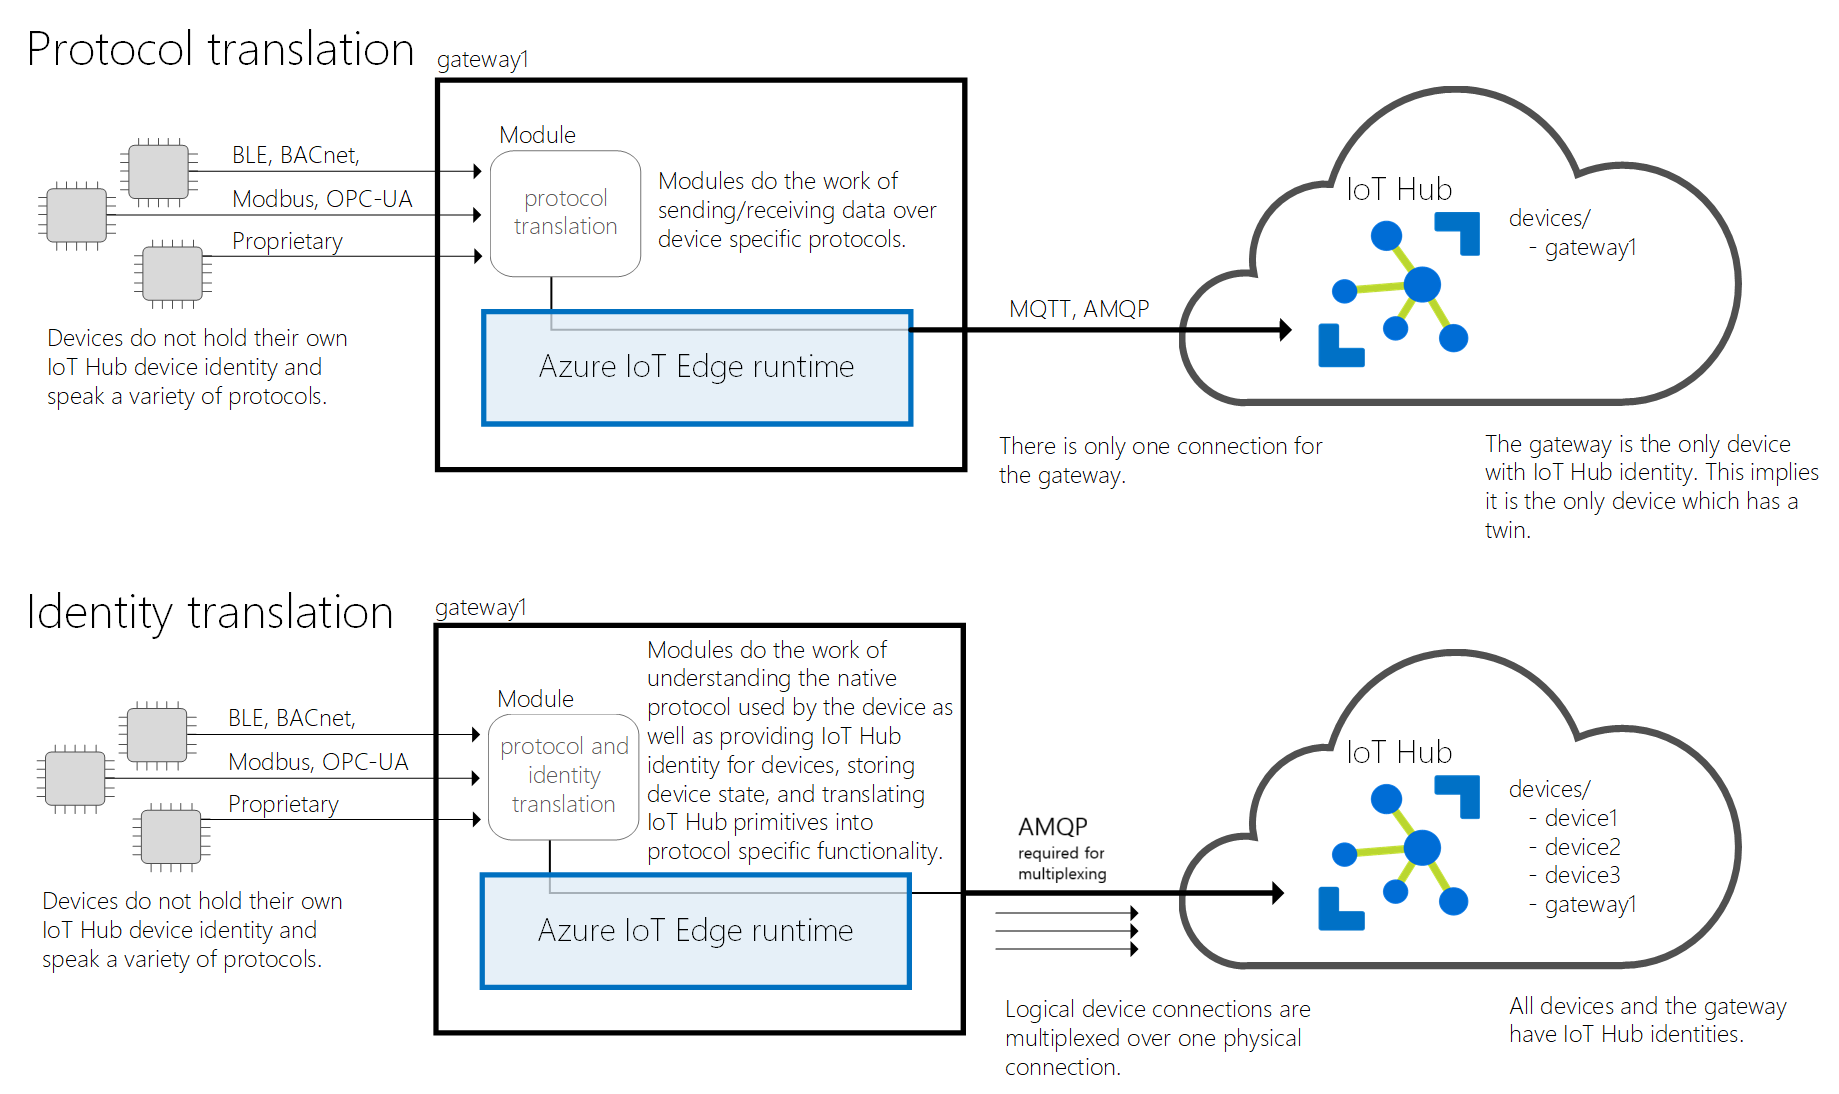 Protocol translation
gateway1
Module
BLE, BACnet,
Modbus, OPC-UA
Proprietary
protocol
translation
Modules do the work of
sending/receiving data over
device specific protocols.
Devices do not hold their own
IoT Hub device identity and
speak a variety of protocols.
Azure IoT Edge runtime
MQTT, AMQP
IoT Hub
devices/
- gateway1
There is only one connection for
the gateway.
The gateway is the only device
with IoT Hub identity. This implies
it is the only device which has a
twin.
Identity translation
gateway1
Module
BLE, BACnet,
Modbus, OPC-UA
Proprietary
protocol and
identity
translation
Modules do the work of
understanding the native
protocol used by the device as
well as providing IoT Hub
identity for devices, storing
device state, and translating
IoT Hub primitives into
protocol specific functionality.
Devices do not hold their own
IoT Hub device identity and
speak a variety of protocols.
Azure IoT Edge runtime
AMQP
required for
multiplexing
IoT Hub
devices/
- device1
- device2
- device3
- gateway1
Logical device connections are
multiplexed over one physical
connection.
All devices and the gateway
have IoT Hub identities.